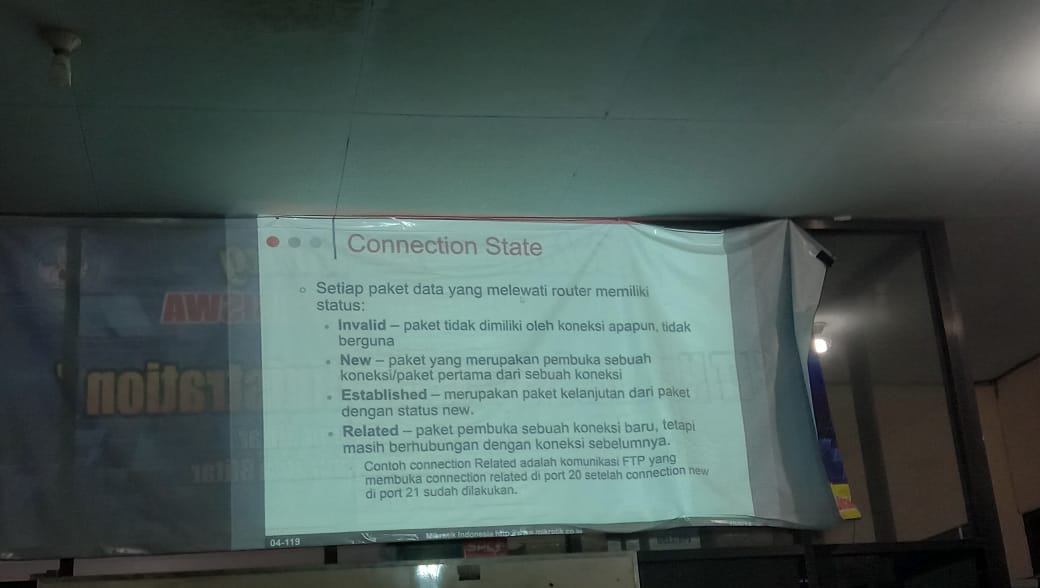 Connection State
Setiap paket data yang melewati router memiliki
status:
Invalid – paket tidak dimiliki oleh koneksi apapun, tidak
berguna
New – paket yang merupakan pembuka sebuah
koneksi/paket pertama dari sebuah koneksi
Established – merupakan paket kelanjutan dari paket
dengan status new.
Related – paket pembuka sebuah koneksi baru, tetapi
masih berhubungan dengan koneksi sebelumnya.
Contoh connection Related adalah komunikasi FTP yang
membuka connection related di port 20 setelah connection new
di port 21 sudah dilakukan.
04-119
Mikrotik Indonesia http://www.mikrotik.co.id